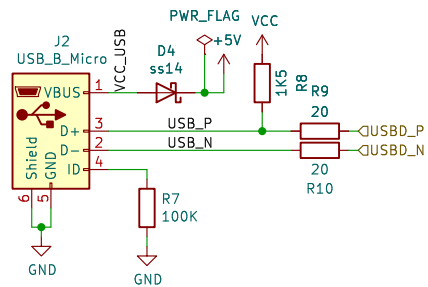 PWR_FLAG
J2
USB_B_Micro
VCC_USB
D4
ss14
+5V
VCC
1K5
R8
R9
20
VBUS
1
D+
3
USB_P
USBD_P
D-
2
USB_N
USBD_N
ID
4
20
R10
Shield
GND
6
5
R7
100K
GND
GND